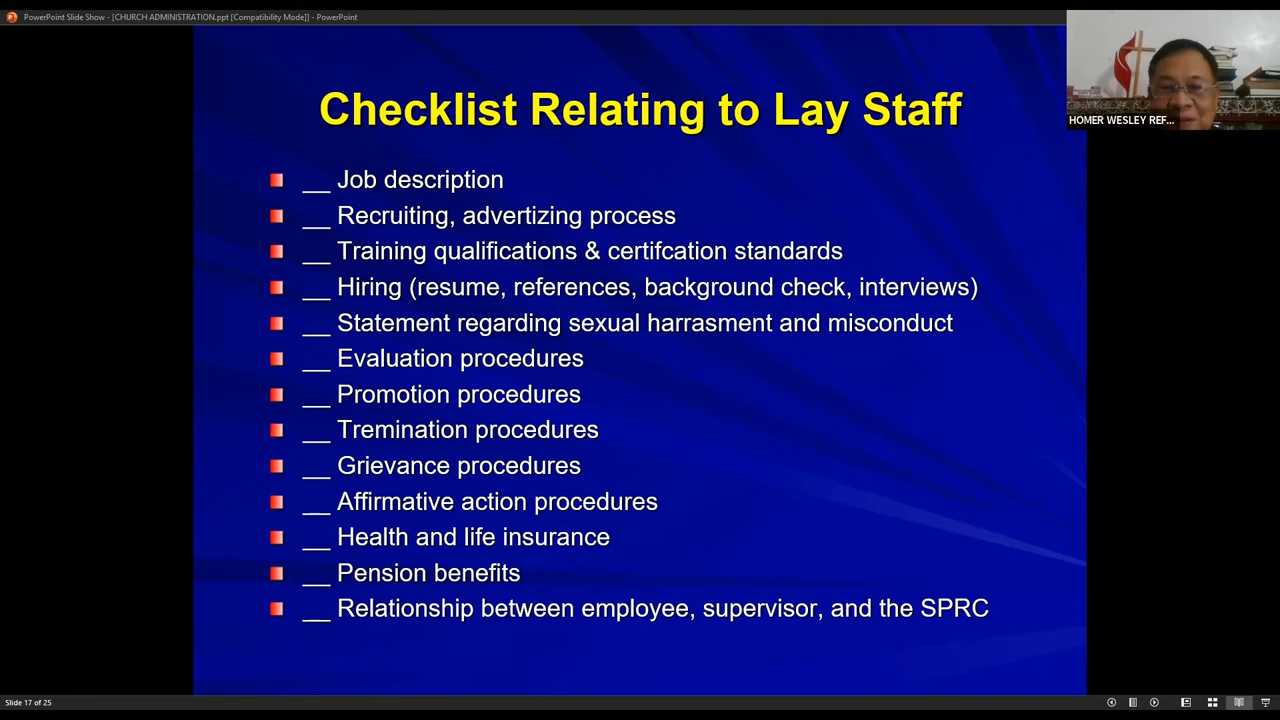 PowerPoint Slide Show - [CHURCH ADMINISTRATION.ppt [Compatibility Mode]] - PowerPoint
HOMER WESLEY REF...
Checklist Relating to Lay Staff
__ Job description
__ Recruiting, advertizing process
__ Training qualifications & certifcation standards
__ Hiring (resume, references, background check, interviews)
__ Statement regarding sexual harrasment and misconduct
__ Evaluation procedures
__ Promotion procedures
__ Tremination procedures
__ Grievance procedures
__ Affirmative action procedures
__ Health and life insurance
__ Pension benefits
__ Relationship between employee, supervisor, and the SPRC
Slide 17 of 25